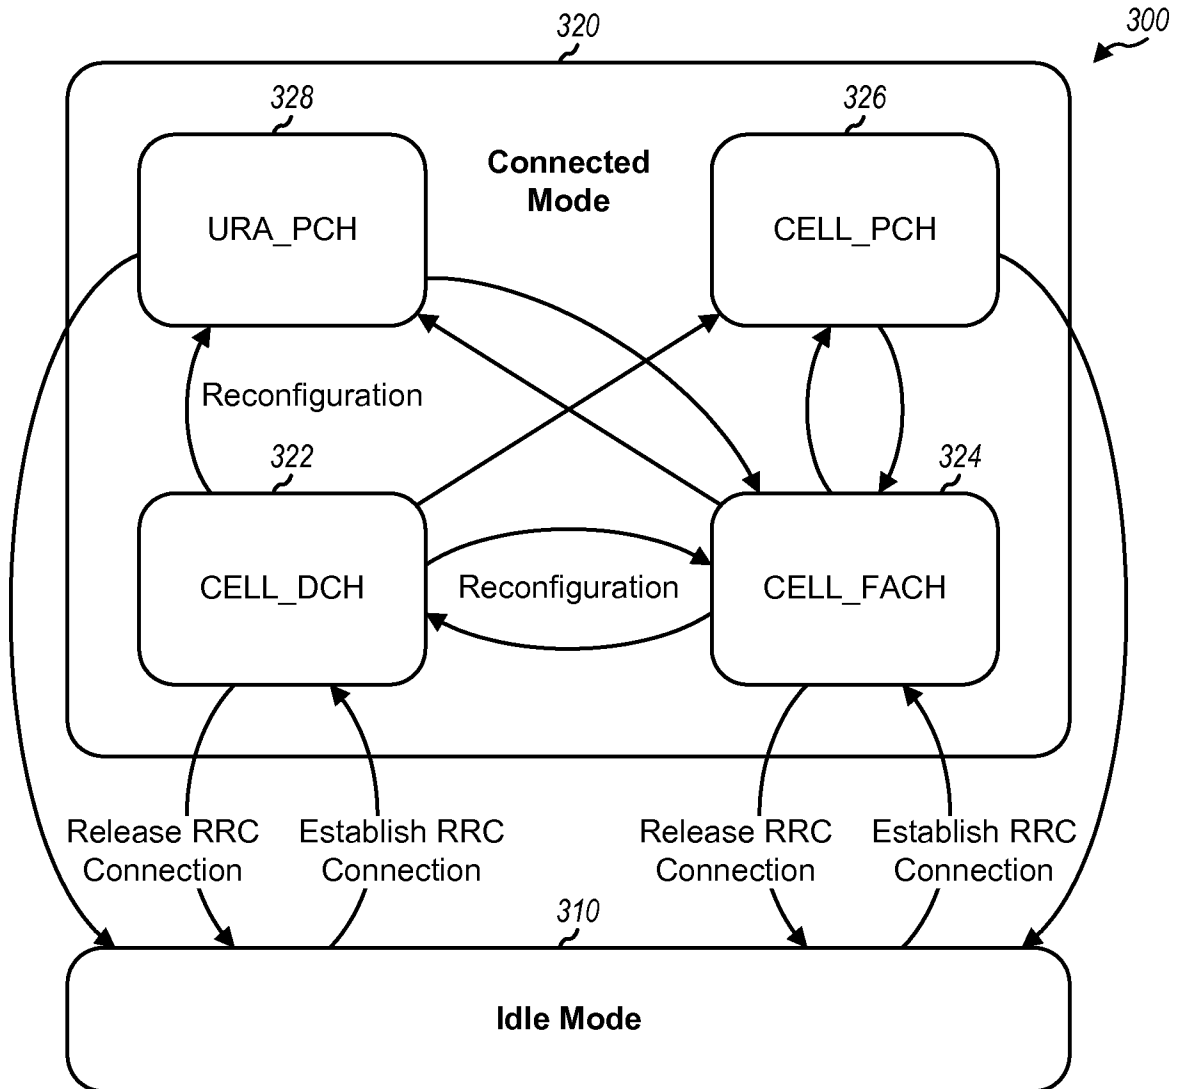 320
300
328
326
Connected
Mode
URA_PCH
CELL_PCH
Reconfiguration
322
324
CELL_DCH
Reconfiguration
CELL_FACH
Release RRC
Connection
Establish RRC
Connection
Release RRC
Connection
Establish RRC
Connection
310
Idle Mode